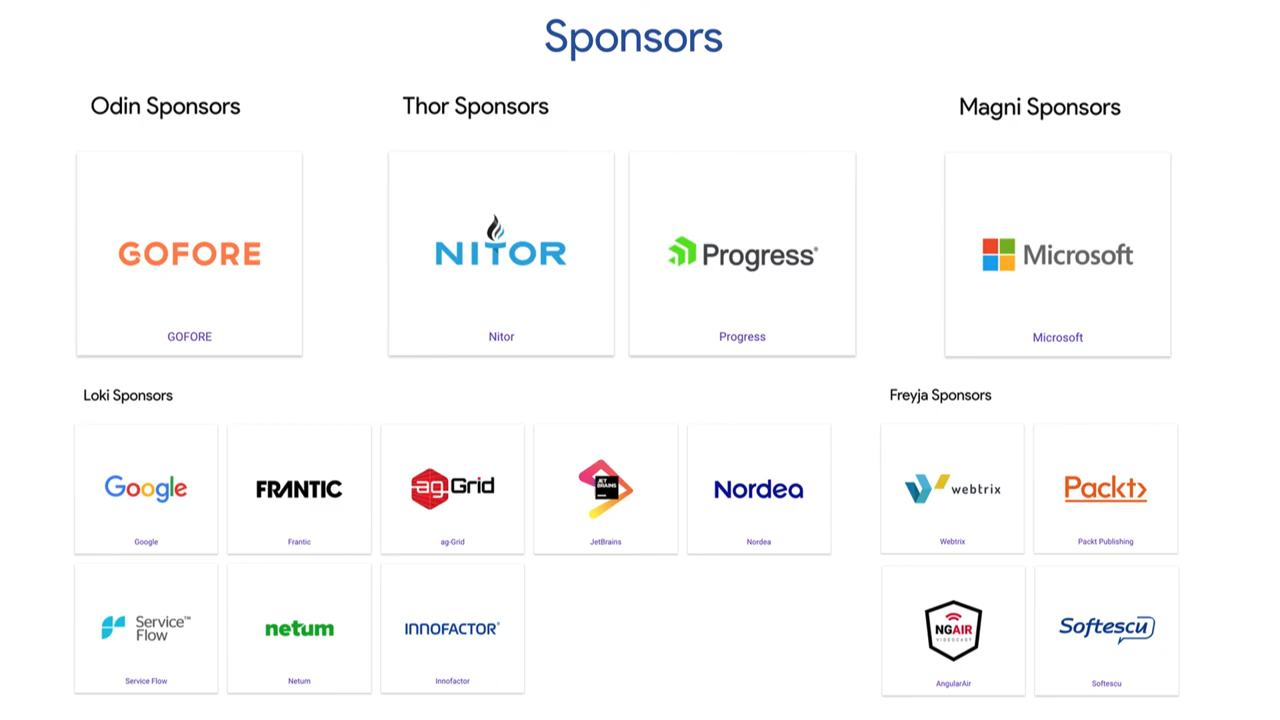 Sponsors
Odin Sponsors
GOFORE
GOFORE
Thor Sponsors
NITOR
Nitor
Progress®
Progress
Magni Sponsors
Microsoft
Microsoft
Loki Sponsors
Google
Google
FRANTIC
Frantic
ag Grid
ag-Grid
JET
BRAINS
JetBrains
Nordea
Nordea
Service™
Flow
Service Flow
netum
Netum
INNOFACTOR®
Innofactor
Freyja Sponsors
webtrix
Webtrix
Packt>
Packt Publishing
NGAIR
VIDEOCAST
AngularAir
Softescu
Softescu